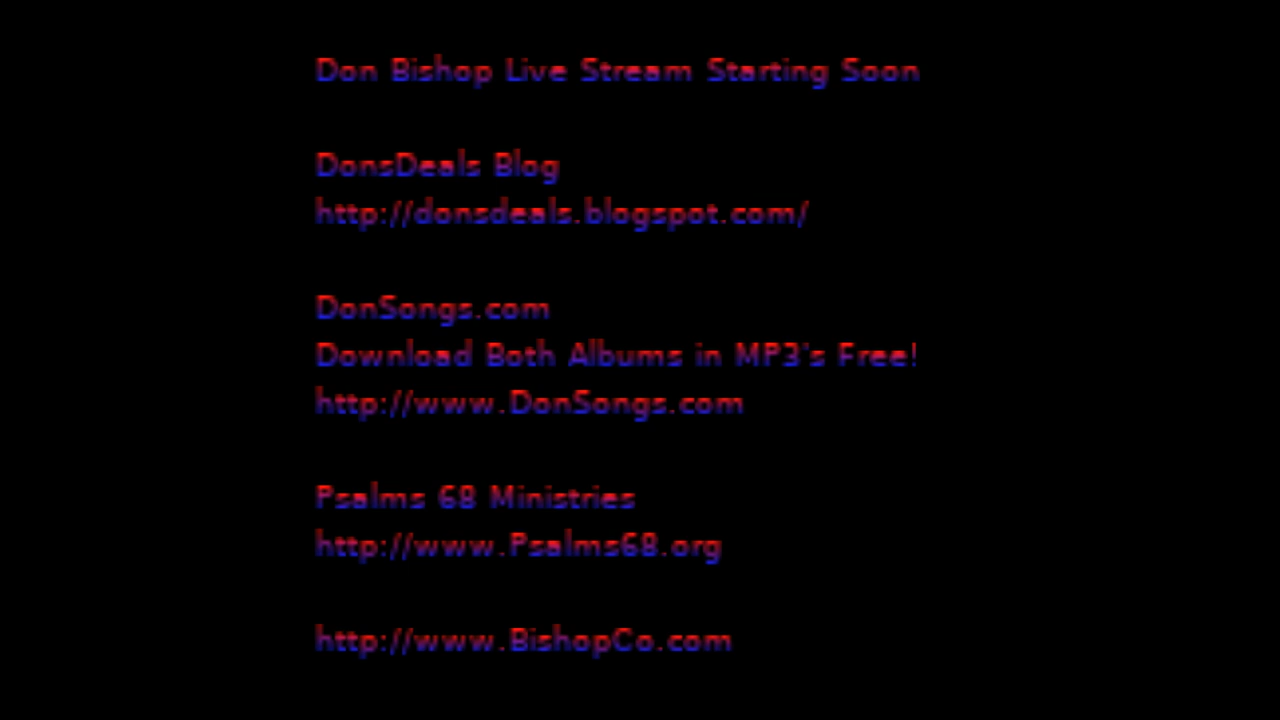 Don Bishop Live Stream Starting Soon
DonsDeals Blog
http://donsdeals.blogspot.com/
DonSongs.com
Download Both Albums in MP3's Free!
http://www.DonSongs.com
Psalms 68 Ministries
http://www.Psalms68.org
http://www.BishopCo.com